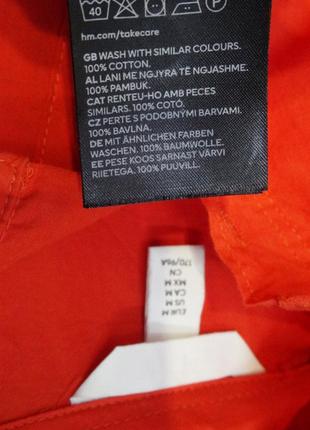 40
P
hm.com/takecare
GB WASH WITH SIMILAR COLOURS.
100% COTTON.
AL LANI ME NGJYRA TË NGJASHME.
100% PAMBUK.
CAT RENTEU-HO AMB PECES
SIMILARS. 100% COTÓ.
CZ PERTE S PODOBNÝMI BARVAMI.
100% BAVLNA.
DE MIT ÄHNLICHEN FARBEN
WASCHEN. 100% BAUMWOLLE.
EE PESE KOOS SARNAST VÄRVI
RIIETEGA. 100% PUUVILL.
EUR M
US M
CA M
MX M
CN
170/96A